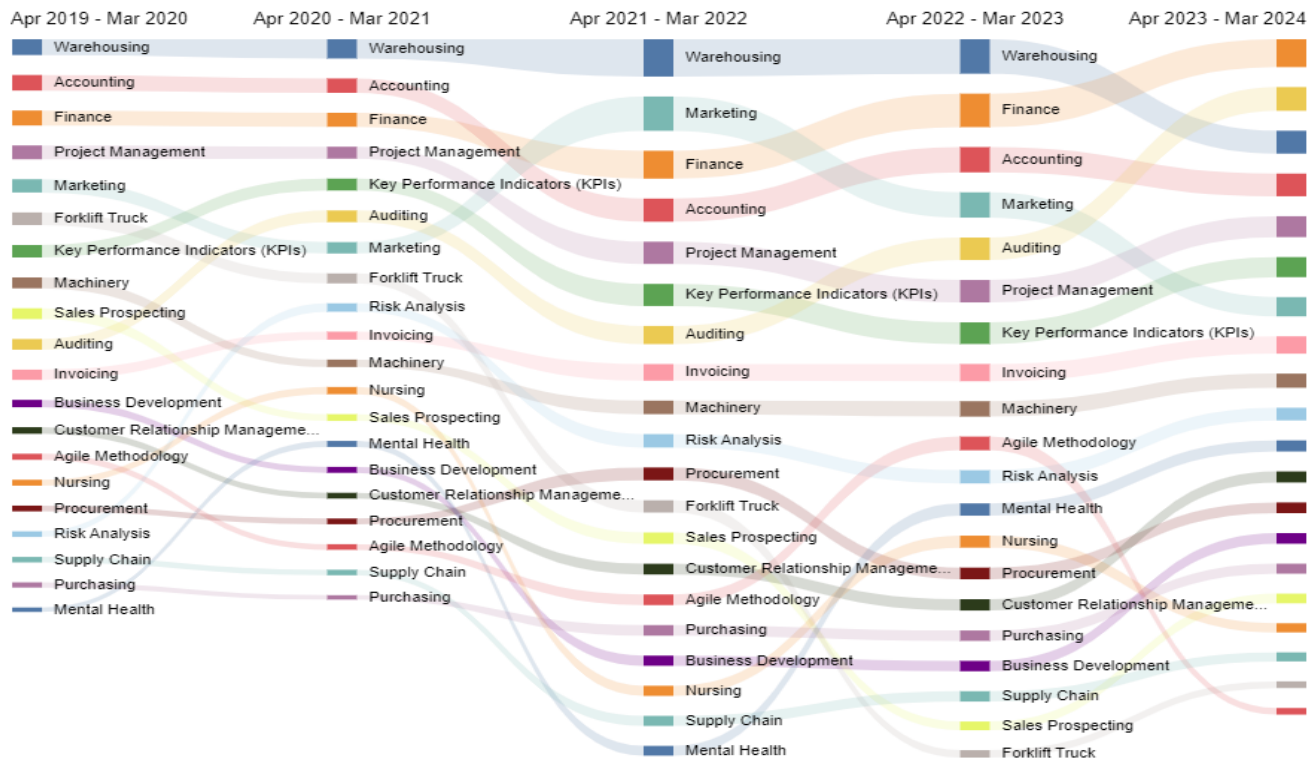 Apr 2019 - Mar 2020
Apr 2020 - Mar 2021
Apr 2021 - Mar 2022
Apr 2022 - Mar 2023
Apr 2023 - Mar 2024
Warehousing
Accounting
Finance
Project Management
Marketing
Forklift Truck
Key Performance Indicators (KPIs)
Machinery
Sales Prospecting
Auditing
Invoicing
Business Development
Customer Relationship Manageme...
Agile Methodology
Nursing
Procurement
Risk Analysis
Supply Chain
Purchasing
Mental Health
Warehousing
Accounting
Finance
Project Management
Key Performance Indicators (KPIs)
Auditing
Marketing
Forklift Truck
Risk Analysis
Invoicing
Machinery
Nursing
Sales Prospecting
Mental Health
Business Development
Customer Relationship Manageme...
Procurement
Agile Methodology
Supply Chain
Purchasing
Warehousing
Marketing
Finance
Accounting
Project Management
Key Performance Indicators (KPIs)
Auditing
Invoicing
Machinery
Risk Analysis
Procurement
Forklift Truck
Sales Prospecting
Customer Relationship Manageme...
Agile Methodology
Purchasing
Business Development
Nursing
Supply Chain
Mental Health
Warehousing
Finance
Accounting
Marketing
Auditing
Project Management
Key Performance Indicators (KPIs)
Invoicing
Machinery
Agile Methodology
Risk Analysis
Mental Health
Nursing
Procurement
Customer Relationship Manageme...
Purchasing
Business Development
Supply Chain
Sales Prospecting
Forklift Truck